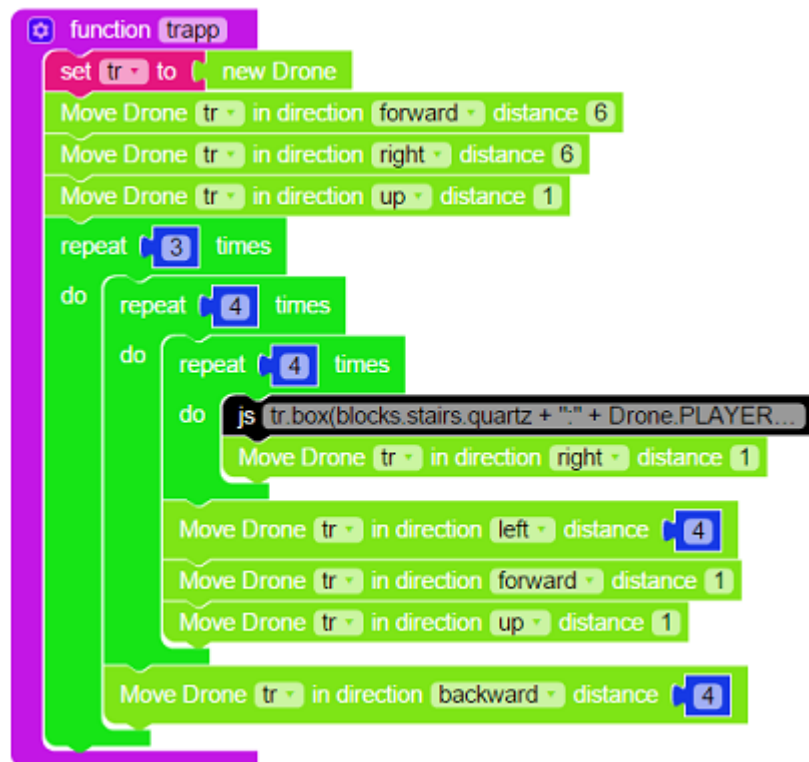 function trapp
set tr to new Drone
Move Drone tr in direction forward distance 6
Move Drone tr in direction right distance 6
Move Drone tr in direction up distance 1
repeat 3 times
do repeat 4 times
do repeat 4 times
do js tr.box(blocks.stairs.quartz + ":" + Drone.PLAYER...
Move Drone tr in direction right distance 1
Move Drone tr in direction left distance 4
Move Drone tr in direction forward distance 1
Move Drone tr in direction up distance 1
Move Drone tr in direction backward distance 4